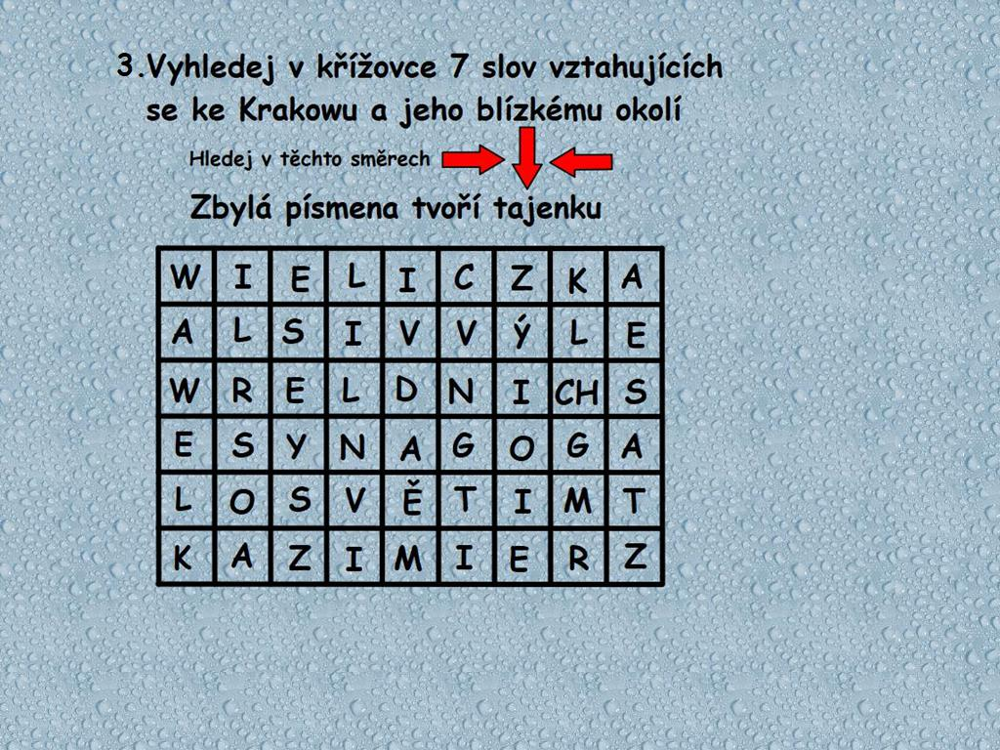 3.Vyhledej v křížovce 7 slov vztahujících
se ke Krakowu a jeho blízkému okolí
Hledej v těchto směrech
Zbylá písmena tvoří tajenku
W I E L I C Z K A
A L S I V V Ý L E
W R E L D N I CH S
E S Y N A G O G A
L O S V Ě T I M T
K A Z I M I E R Z